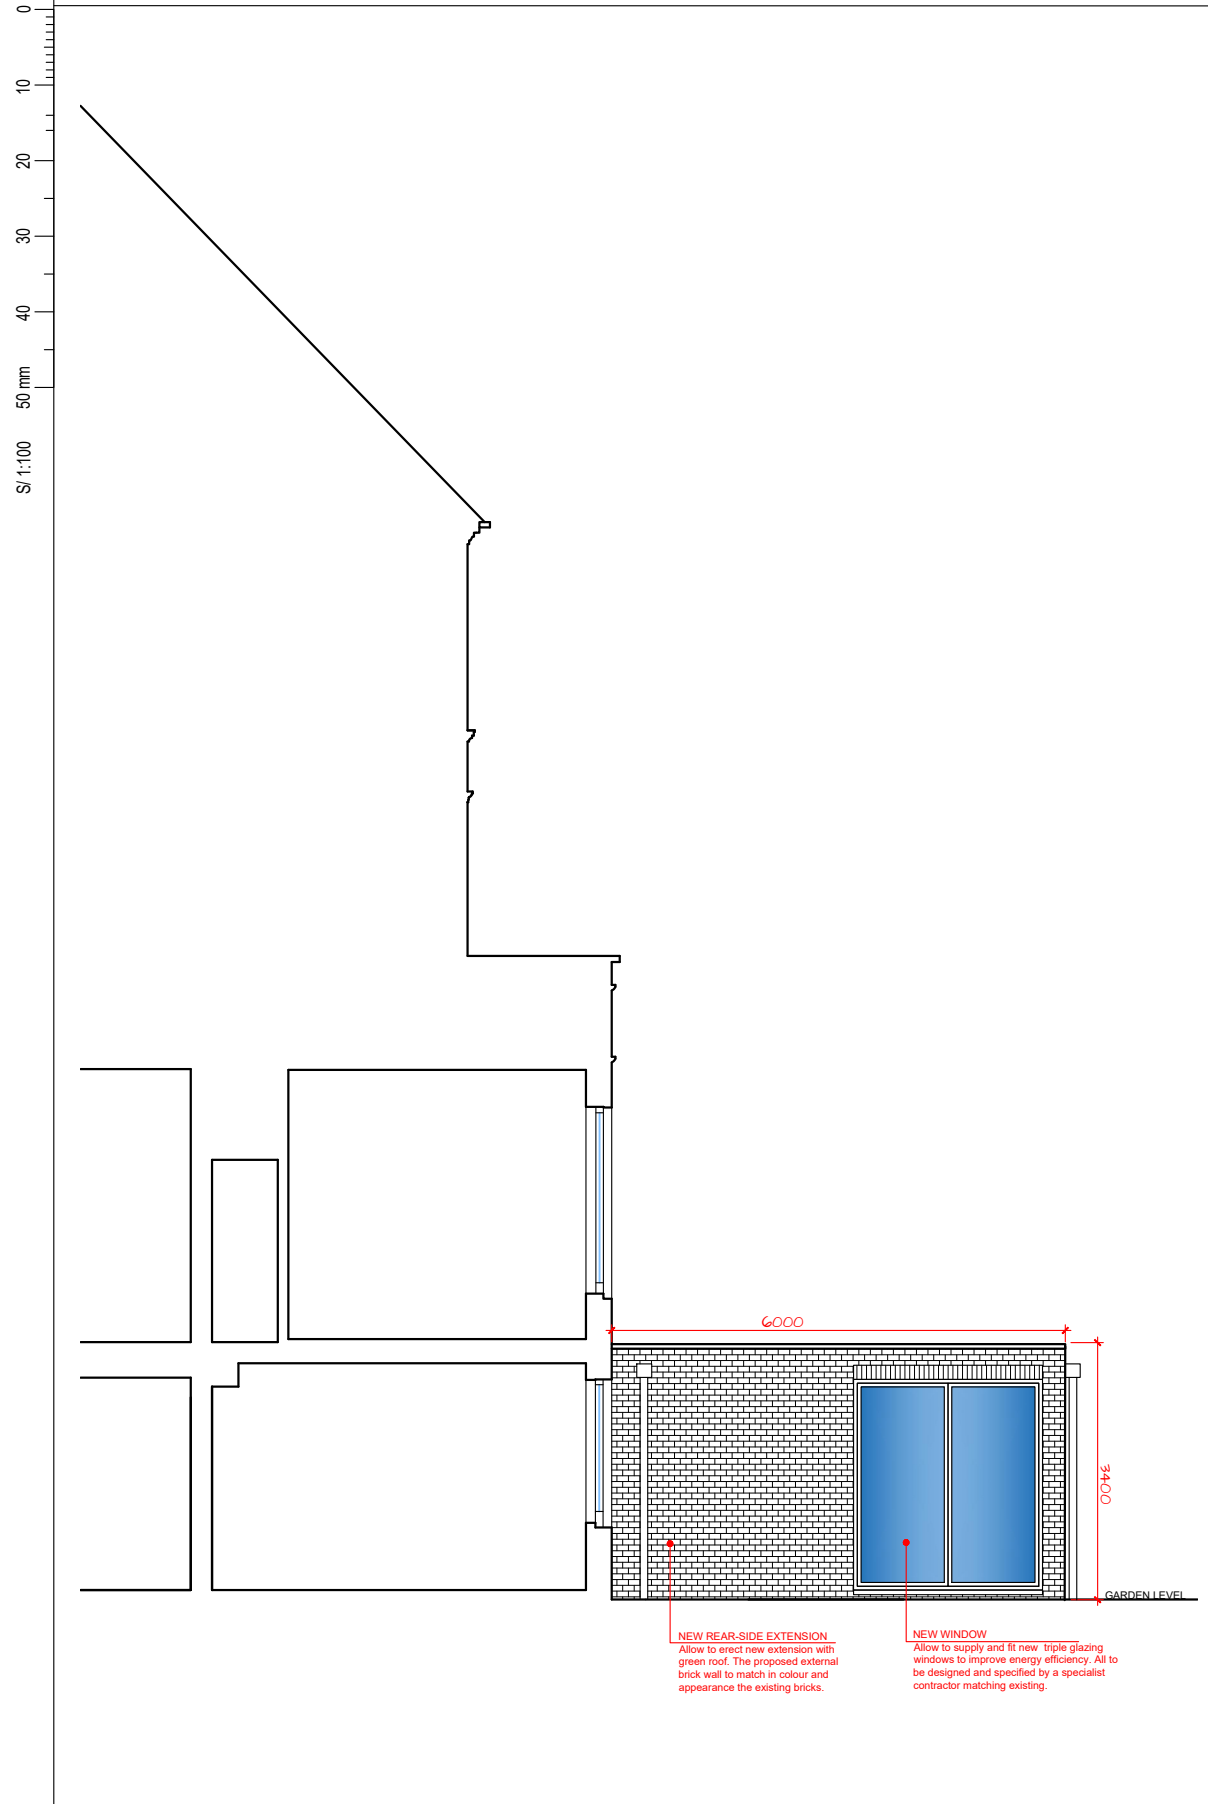 0
10
20
30
40
50 mm
S/ 1:100
6000
3400
GARDEN LEVEL
NEW REAR-SIDE EXTENSION
Allow to erect new extension with
green roof. The proposed external
brick wall to match in colour and
appearance the existing bricks.
NEW WINDOW
Allow to supply and fit new triple glazing
windows to improve energy efficiency. All to
be designed and specified by a specialist
contractor matching existing.